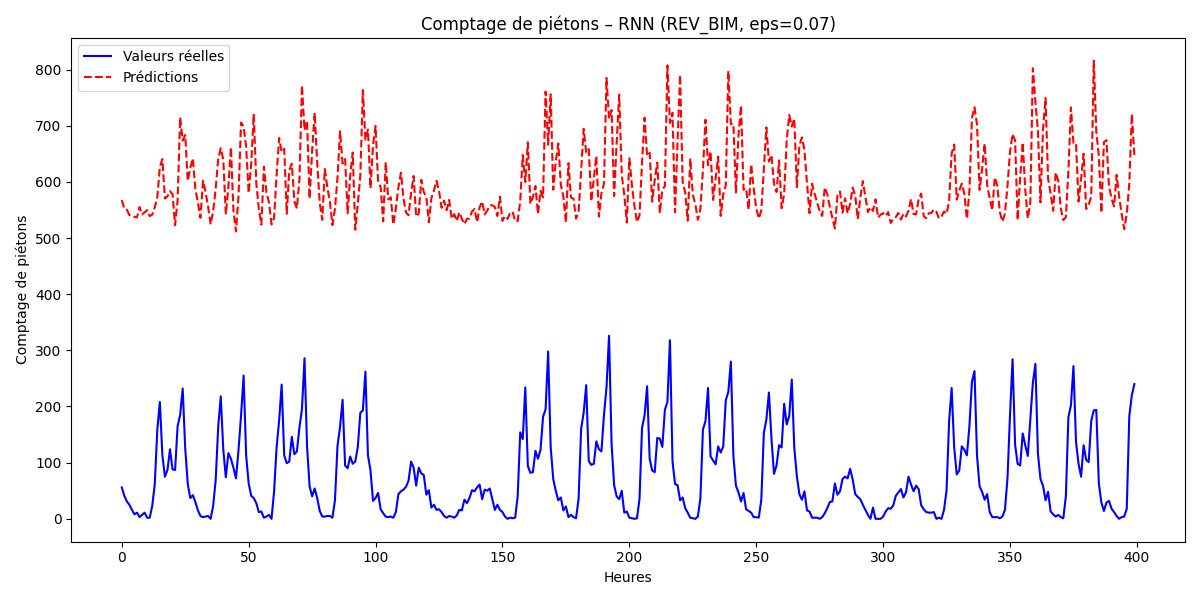 Comptage de piétons – RNN (REV_BIM, eps=0.07)
Valeurs réelles
Prédictions
Comptage de piétons
800
700
600
500
400
300
200
100
0
0 50 100 150 200 250 300 350 400
Heures